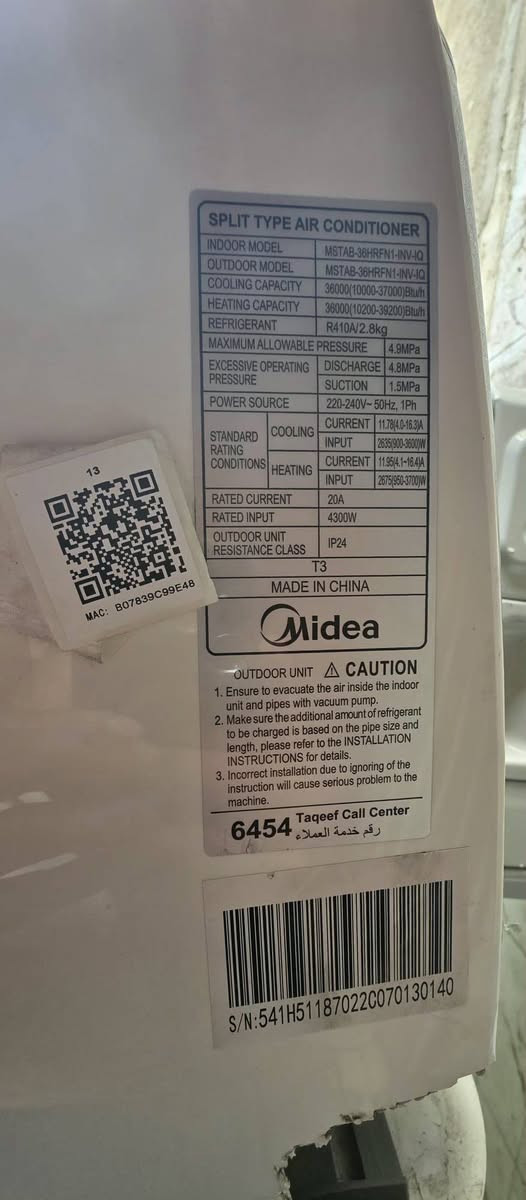 SPLIT TYPE AIR CONDITIONER
INDOOR MODEL MSTAB-36HRFN1-INV-IQ
OUTDOOR MODEL MSTAB-36HRFN1-INV-IQ
COOLING CAPACITY 36000(10000-37000)Btu/h
HEATING CAPACITY 36000(10200-39200)Btu/h
REFRIGERANT R410A/2.8kg
MAXIMUM ALLOWABLE PRESSURE 4.9MPa
EXCESSIVE OPERATING PRESSURE DISCHARGE 4.8MPa
SUCTION 1.5MPa
POWER SOURCE 220-240V~ 50Hz, 1Ph
STANDARD RATING CONDITIONS COOLING CURRENT 11.78(4.0-16.3)A
INPUT 2635(900-3600)W
HEATING CURRENT 11.95(4.1~16.4)A
INPUT 2675(950-3700)W
RATED CURRENT 20A
RATED INPUT 4300W
OUTDOOR UNIT RESISTANCE CLASS IP24
T3
MADE IN CHINA
Midea
13
MAC: B07839C99E48
OUTDOOR UNIT ⚠ CAUTION
1. Ensure to evacuate the air inside the indoor
unit and pipes with vacuum pump.
2. Make sure the additional amount of refrigerant
to be charged is based on the pipe size and
length, please refer to the INSTALLATION
INSTRUCTIONS for details.
3. Incorrect installation due to ignoring of the
instruction will cause serious problem to the
machine.
6454 Taqeef Call Center
رقم خدمة العملاء
S/N:541H51187022C070130140